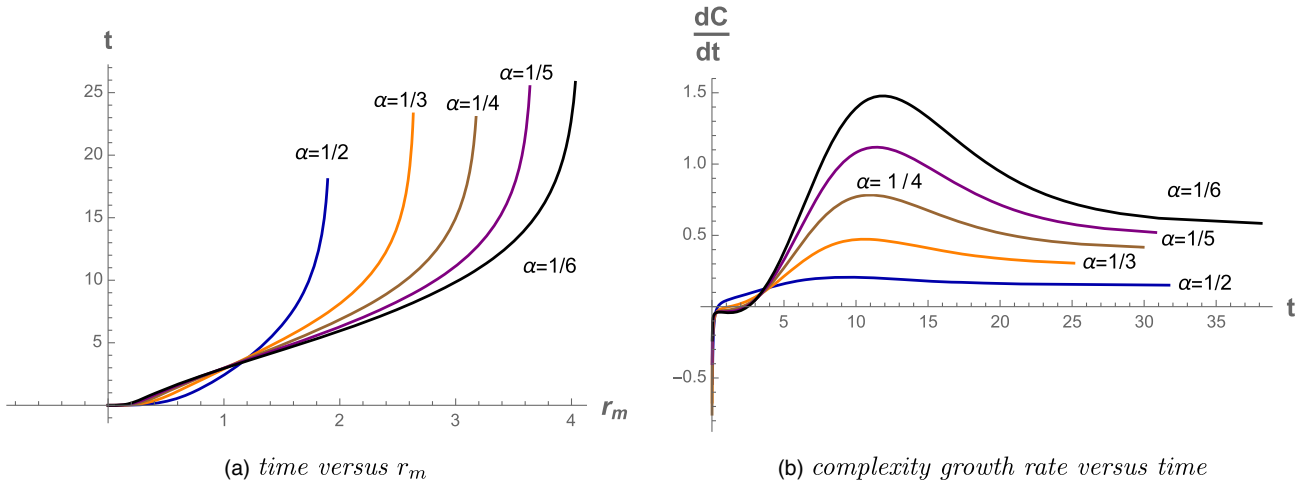 t
25
20
15
10
5
1
2
3
4
r_m
α=1/2
α=1/3
α=1/4
α=1/5
α=1/6
(a) time versus r_m
dC
dt
1.5
1.0
0.5
-0.5
5
10
15
20
25
30
35
t
α=1/6
α=1/5
α= 1/4
α=1/3
α=1/2
(b) complexity growth rate versus time